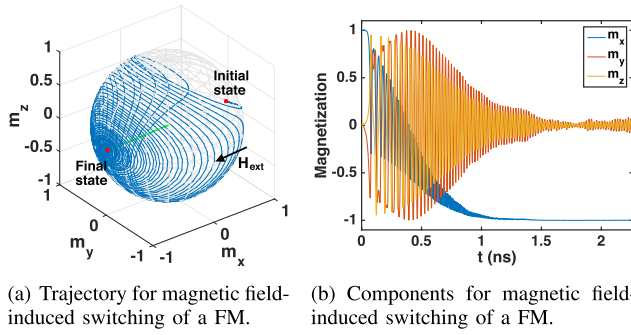 1
0.5
0
-0.5
-1
m_z
Initial
state
Final
state
H_ext
1
0
-1
m_y
-1
0
1
m_x
1
0.5
0
-0.5
-1
Magnetization
m_x
m_y
m_z
0 0.5 1 1.5 2
t (ns)
(a) Trajectory for magnetic field-
induced switching of a FM.
(b) Components for magnetic field-
induced switching of a FM.